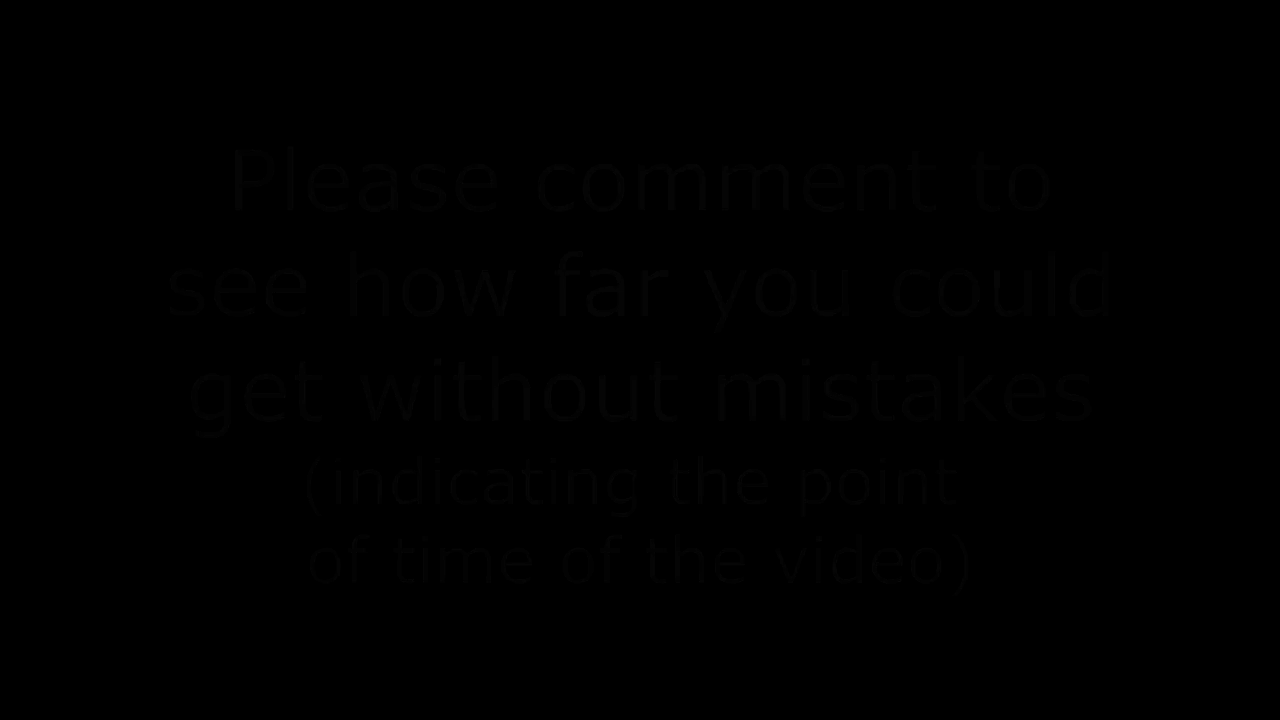 Please comment to
see how far you could
get without mistakes
(indicating the point
of time of the video)